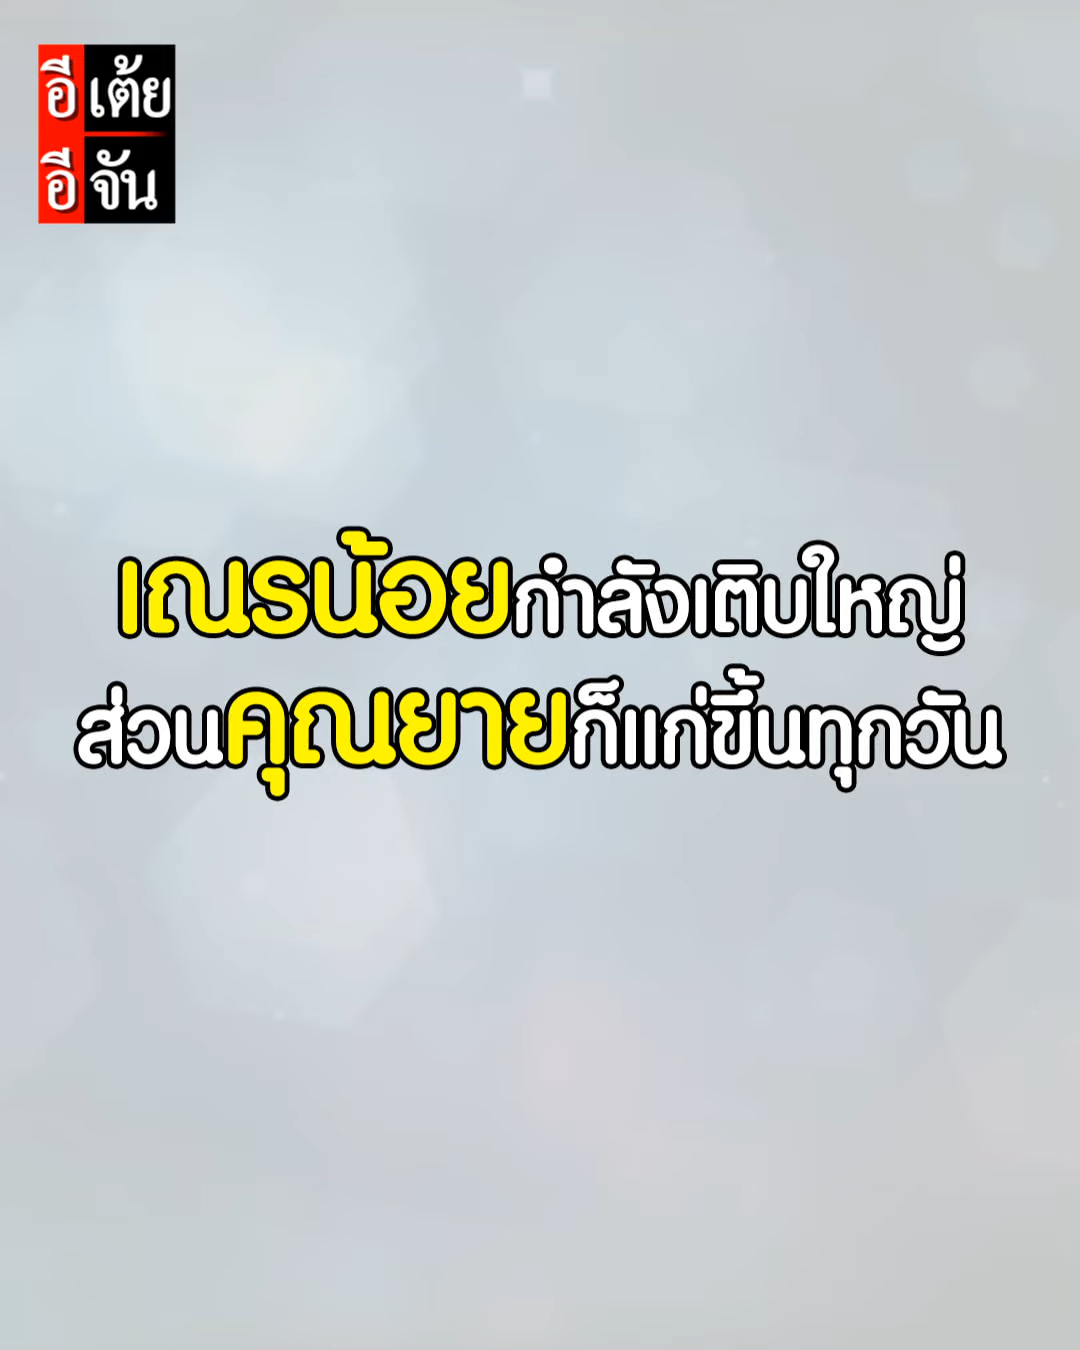 อีเต้ย
อีจัน
เณรน้อยกำลังเติบใหญ่
ส่วนคุณยายก็แก่ขึ้นทุกวัน